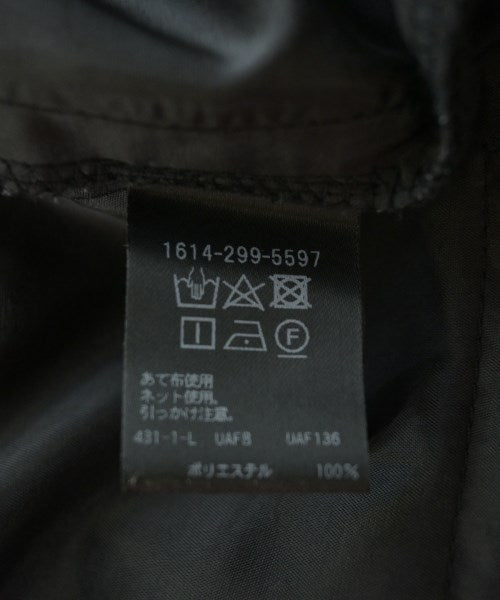 1614-299-5597
F
あて布使用
ネット使用。
引っかけ注意。
431-1-L UAF8 UAF136
ポリエステル 100%